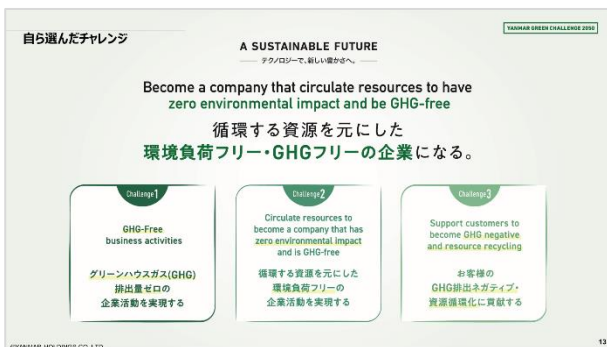 自ら選んだチャレンジ
YANMAR GREEN CHALLENGE 2050
A SUSTAINABLE FUTURE
テクノロジーで、新しい豊かさへ。
Become a company that circulate resources to have
zero environmental impact and be GHG-free
循環する資源を元にした
環境負荷フリー・GHGフリーの企業になる。
Challenge1
GHG-Free
business activities
グリーンハウスガス(GHG)
排出量ゼロの
企業活動を実現する
Challenge2
Circulate resources to
become a company that has
zero environmental impact
and is GHG-free
循環する資源を元にした
環境負荷フリーの
企業活動を実現する
Challenge3
Support customers to
become GHG negative
and resource recycling
お客様の
GHG排出ネガティブ・
資源循環化に貢献する
©YANMAR HOLDINGS CO.,LTD.
13